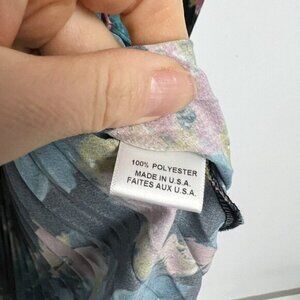 100% POLYESTER
MADE IN U.S.A.
FAITES AUX U.S.A.